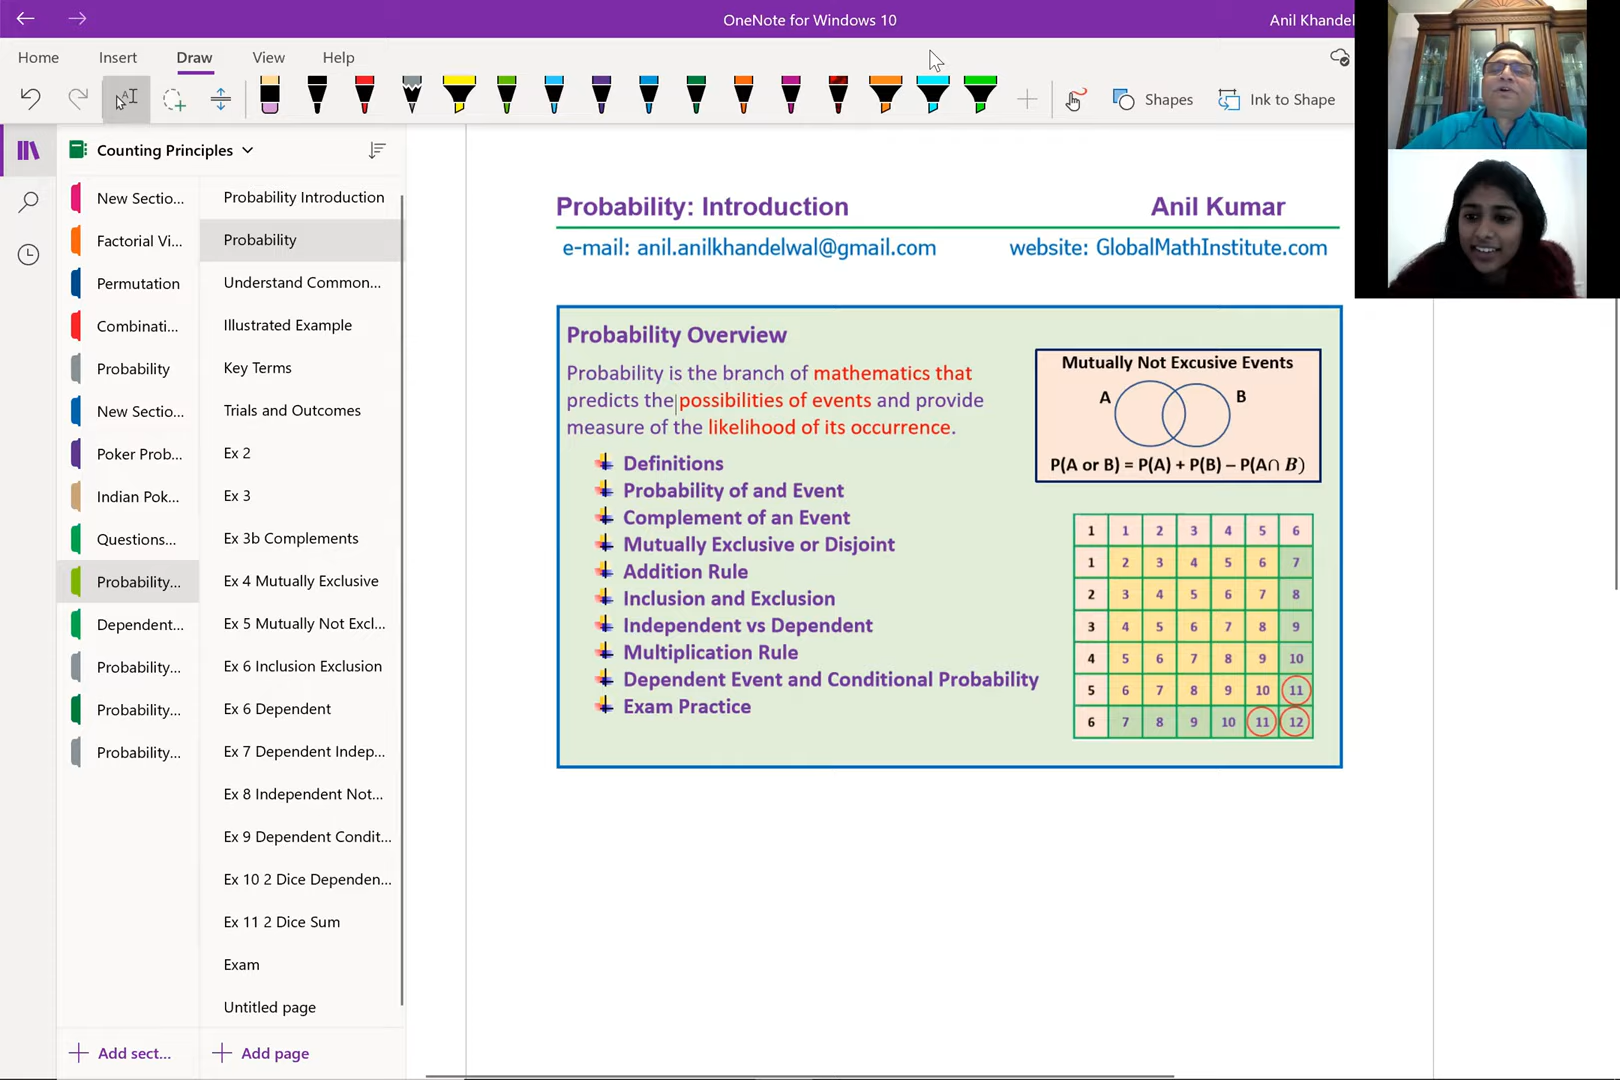 OneNote for Windows 10
Anil Khandel
Home Insert Draw View Help
Shapes Ink to Shape
Counting Principles
New Sectio...
Factorial Vi...
Permutation
Combinati...
Probability
New Sectio...
Poker Prob...
Indian Pok...
Questions...
Probability...
Dependent...
Probability...
Probability...
Probability...
Add sect...
Probability Introduction
Probability
Understand Common...
Illustrated Example
Key Terms
Trials and Outcomes
Ex 2
Ex 3
Ex 3b Complements
Ex 4 Mutually Exclusive
Ex 5 Mutually Not Excl...
Ex 6 Inclusion Exclusion
Ex 6 Dependent
Ex 7 Dependent Indep...
Ex 8 Independent Not...
Ex 9 Dependent Condit...
Ex 10 2 Dice Dependen...
Ex 11 2 Dice Sum
Exam
Untitled page
Add page
Probability: Introduction Anil Kumar
e-mail: anil.anilkhandelwal@gmail.com website: GlobalMathInstitute.com
Probability Overview
Probability is the branch of mathematics that
predicts the possibilities of events and provide
measure of the likelihood of its occurrence.
Definitions
Probability of and Event
Complement of an Event
Mutually Exclusive or Disjoint
Addition Rule
Inclusion and Exclusion
Independent vs Dependent
Multiplication Rule
Dependent Event and Conditional Probability
Exam Practice
Mutually Not Excusive Events
A B
P(A or B) = P(A) + P(B) – P(A∩ B)
1 1 2 3 4 5 6
1 2 3 4 5 6 7
2 3 4 5 6 7 8
3 4 5 6 7 8 9
4 5 6 7 8 9 10
5 6 7 8 9 10 11
6 7 8 9 10 11 12